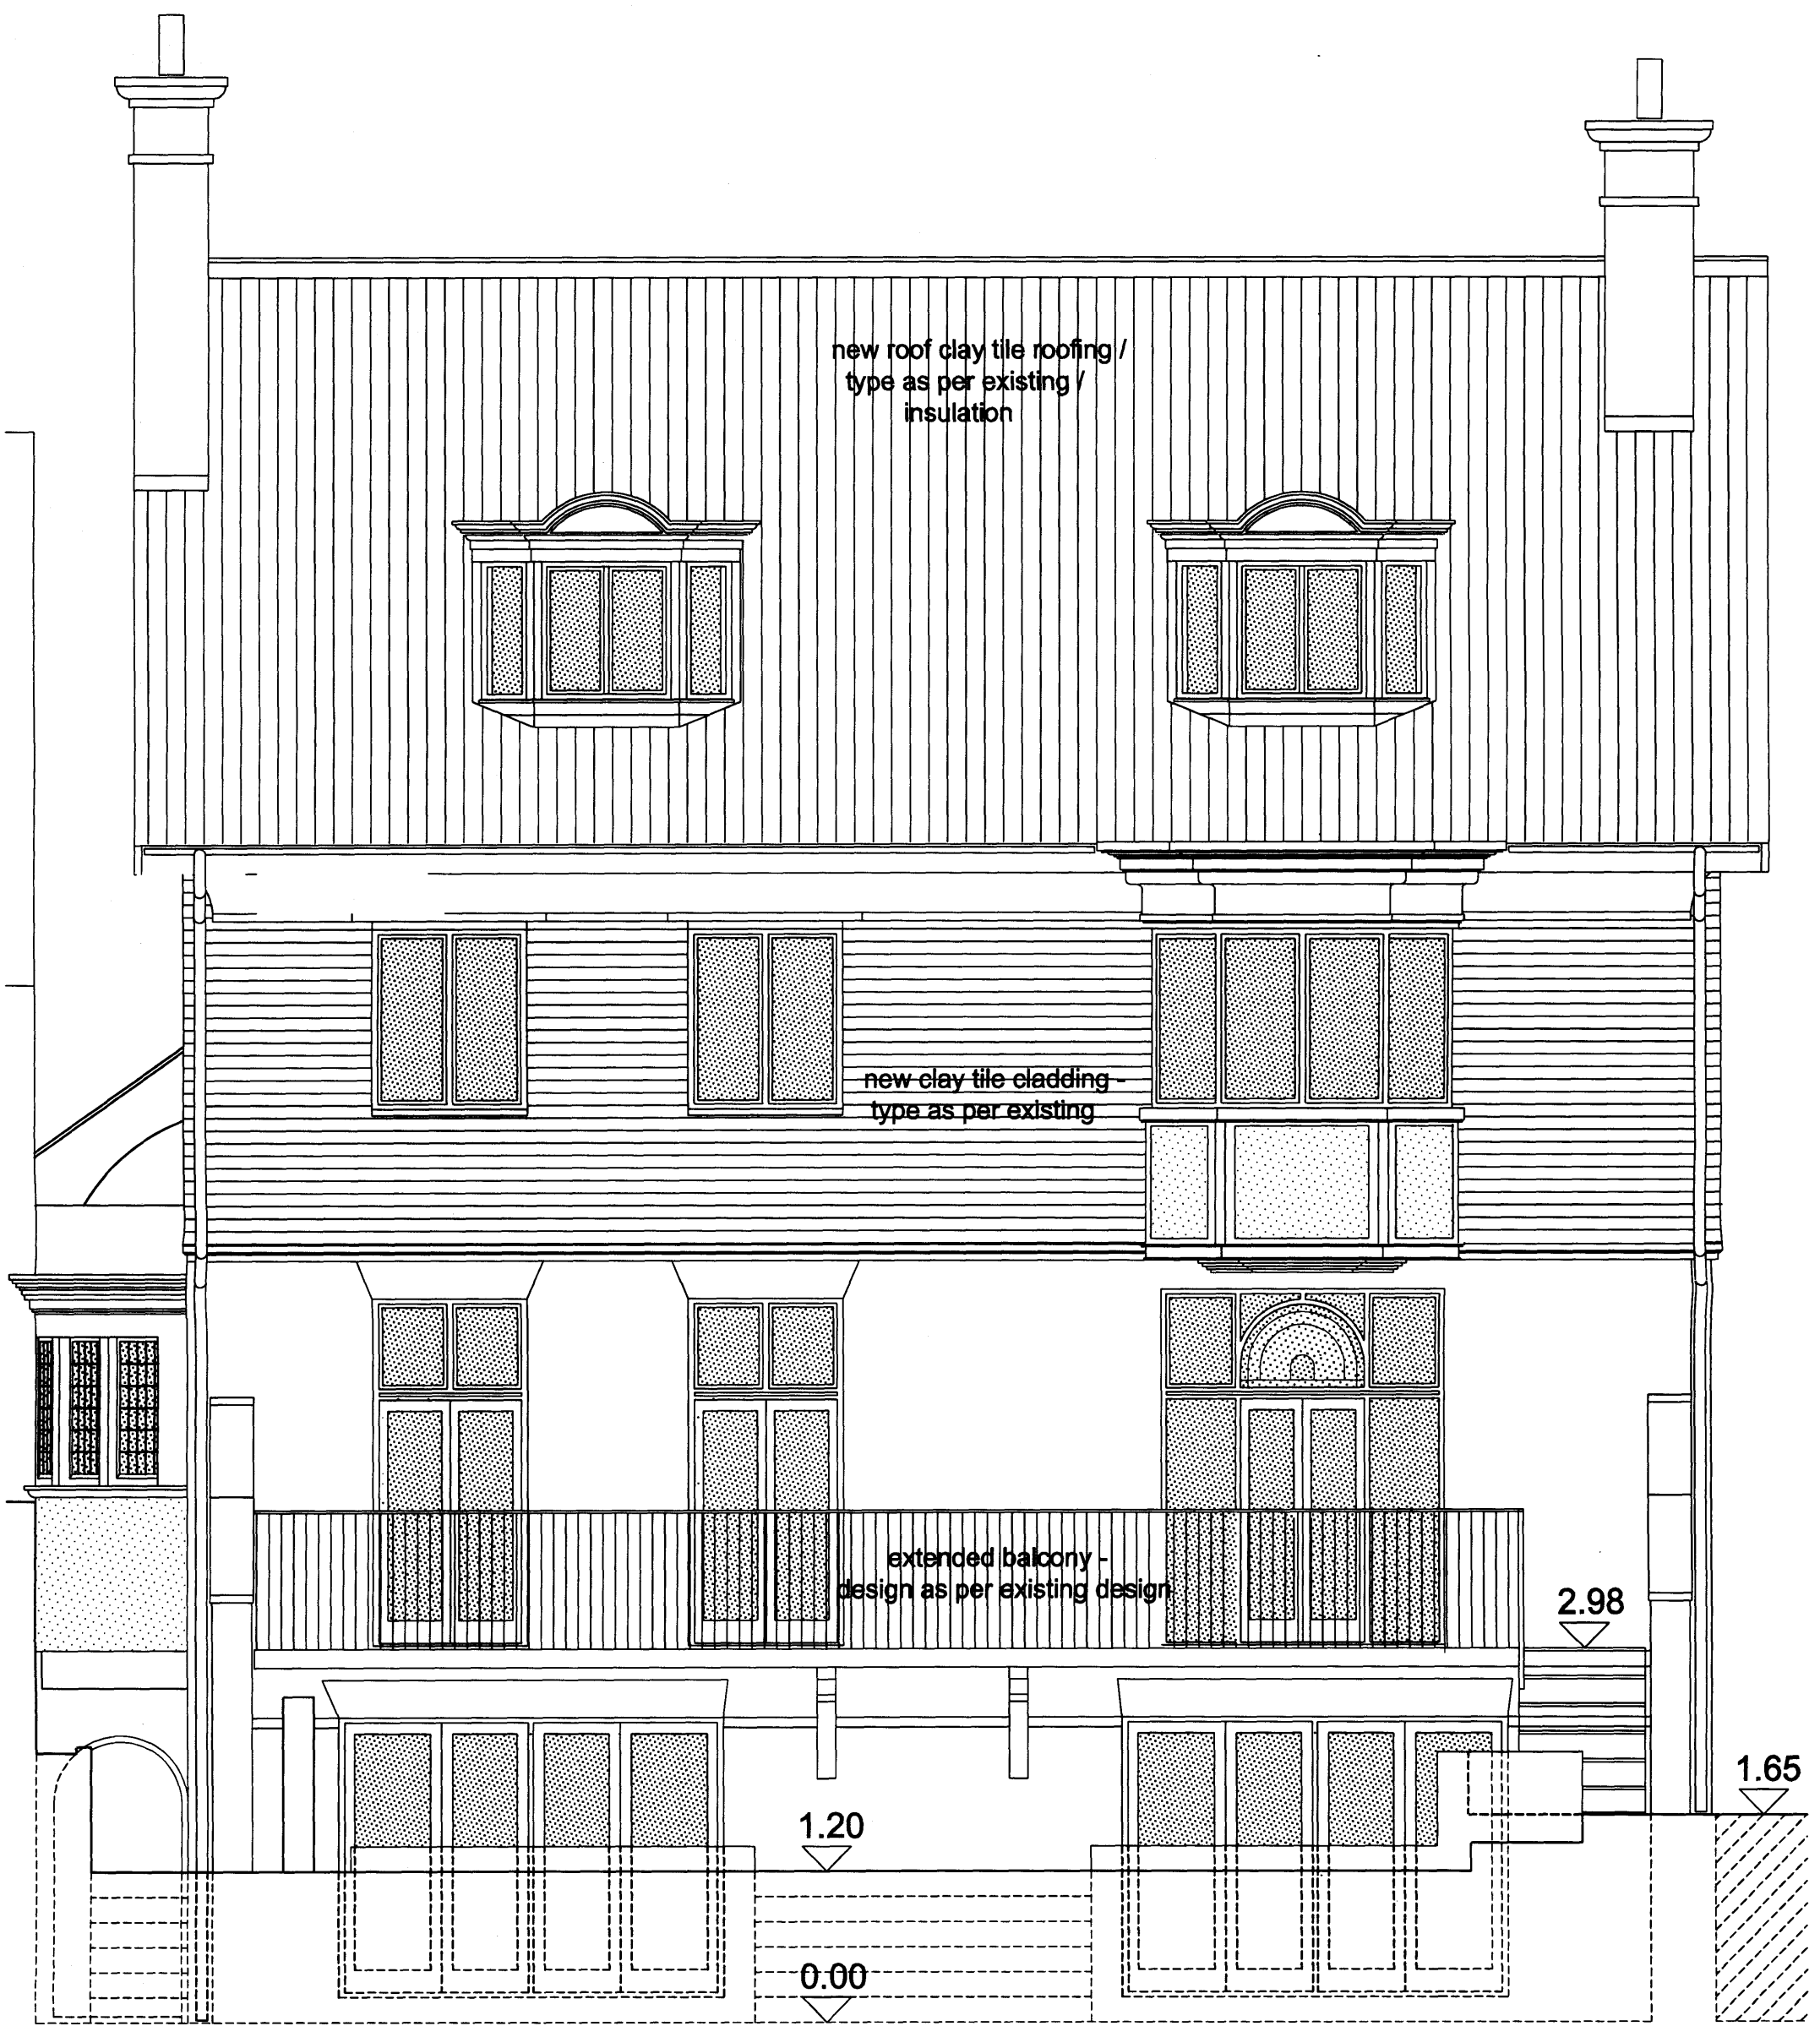 new roof clay tile roofing /
type as per existing /
insulation
new clay tile cladding -
type as per existing
extended balcony -
design as per existing design
2.98
1.65
1.20
0.00